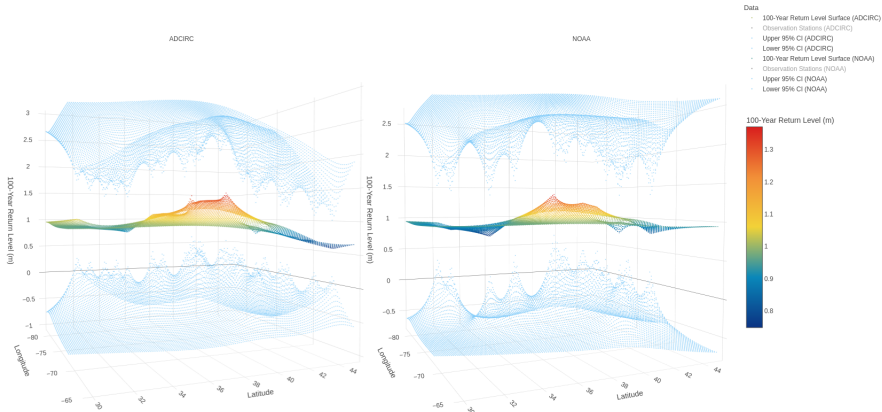 Data
100-Year Return Level Surface (ADCIRC)
Observation Stations (ADCIRC)
Upper 95% CI (ADCIRC)
Lower 95% CI (ADCIRC)
100-Year Return Level Surface (NOAA)
Observation Stations (NOAA)
Upper 95% CI (NOAA)
Lower 95% CI (NOAA)
ADCIRC
NOAA
100-Year Return Level (m)
3
2.5
2
1.5
1
0.5
0
−0.5
−1
−80
−75
−70
−65
Longitude
30
32
34
36
38
40
42
44
Latitude
100-Year Return Level (m)
2.5
2
1.5
1
0.5
0
−0.5
−80
−75
−70
−65
Longitude
32
34
36
38
40
42
44
Latitude
100-Year Return Level (m)
1.3
1.2
1.1
1
0.9
0.8